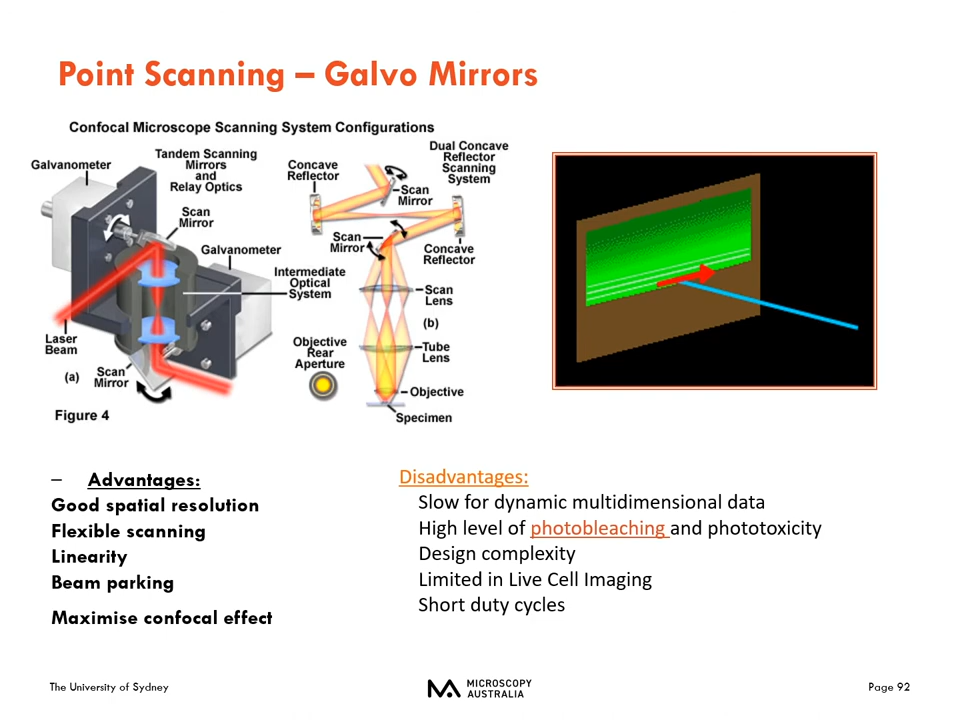 Point Scanning – Galvo Mirrors
Confocal Microscope Scanning System Configurations
Galvanometer
Tandem Scanning
Mirrors
and
Relay Optics
Scan
Mirror
Galvanometer
Intermediate
Optical
System
Laser
Beam
(a)
Scan
Mirror
Figure 4
Concave
Reflector
Dual Concave
Reflector
Scanning
System
Scan
Mirror
Scan
Mirror
Concave
Reflector
Scan
Lens
(b)
Objective
Rear
Aperture
Tube
Lens
Objective
Specimen
– Advantages:
Good spatial resolution
Flexible scanning
Linearity
Beam parking
Maximise confocal effect
Disadvantages:
Slow for dynamic multidimensional data
High level of photobleaching and phototoxicity
Design complexity
Limited in Live Cell Imaging
Short duty cycles
The University of Sydney
MICROSCOPY
AUSTRALIA
Page 92